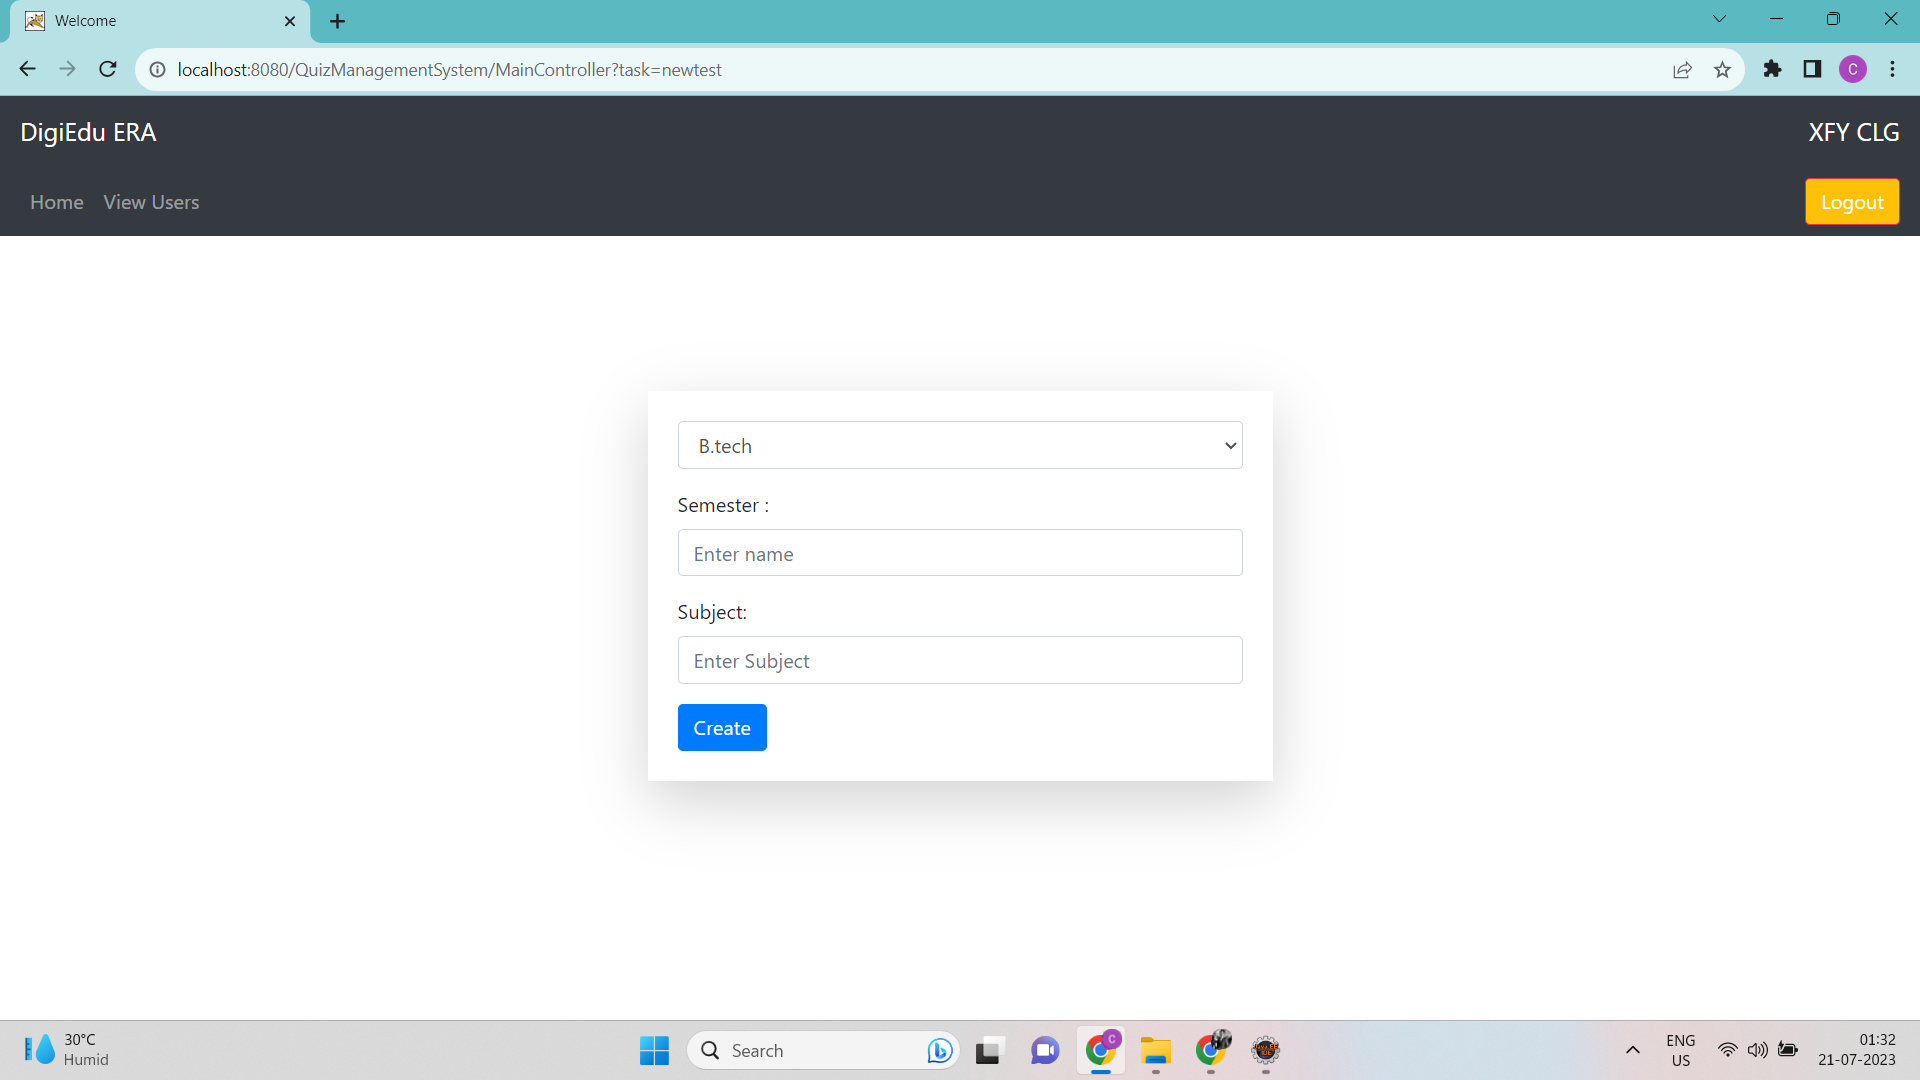 Welcome
localhost:8080/QuizManagementSystem/MainController?task=newtest
C
DigiEdu ERA
XFY CLG
Home View Users
Logout
B.tech
Semester :
Enter name
Subject:
Enter Subject
Create
30°C
Humid
Search
C
ENG
US
01:32
21-07-2023